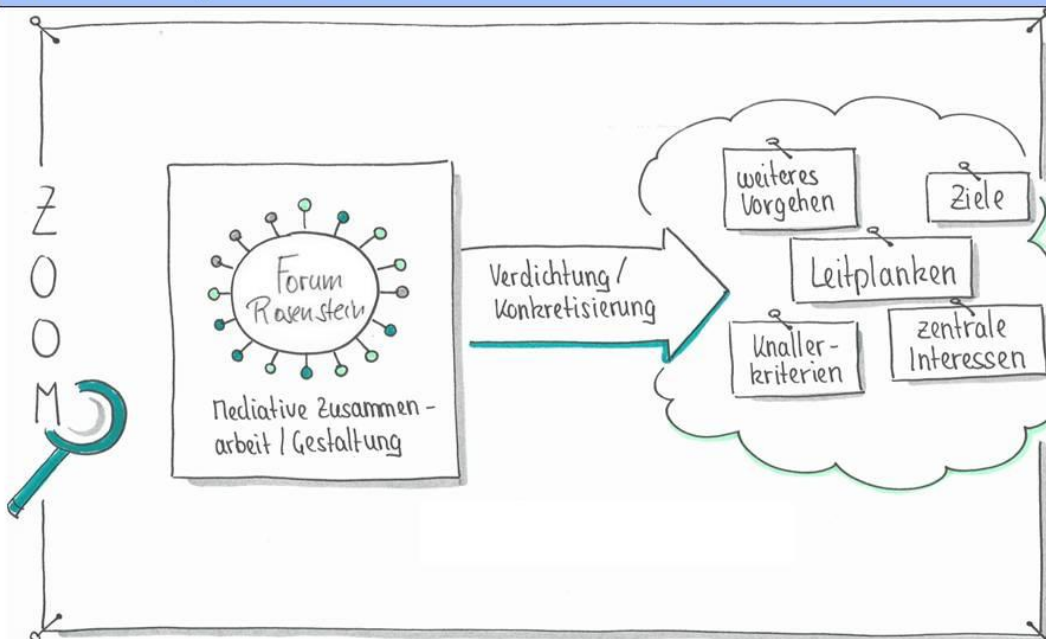 ZOOM
Forum
Rosenstein
Mediative Zusammen-
arbeit / Gestaltung
Verdichtung /
Konkretisierung
weiteres
Vorgehen
Ziele
Leitplanken
Knaller-
kriterien
zentrale
Interessen